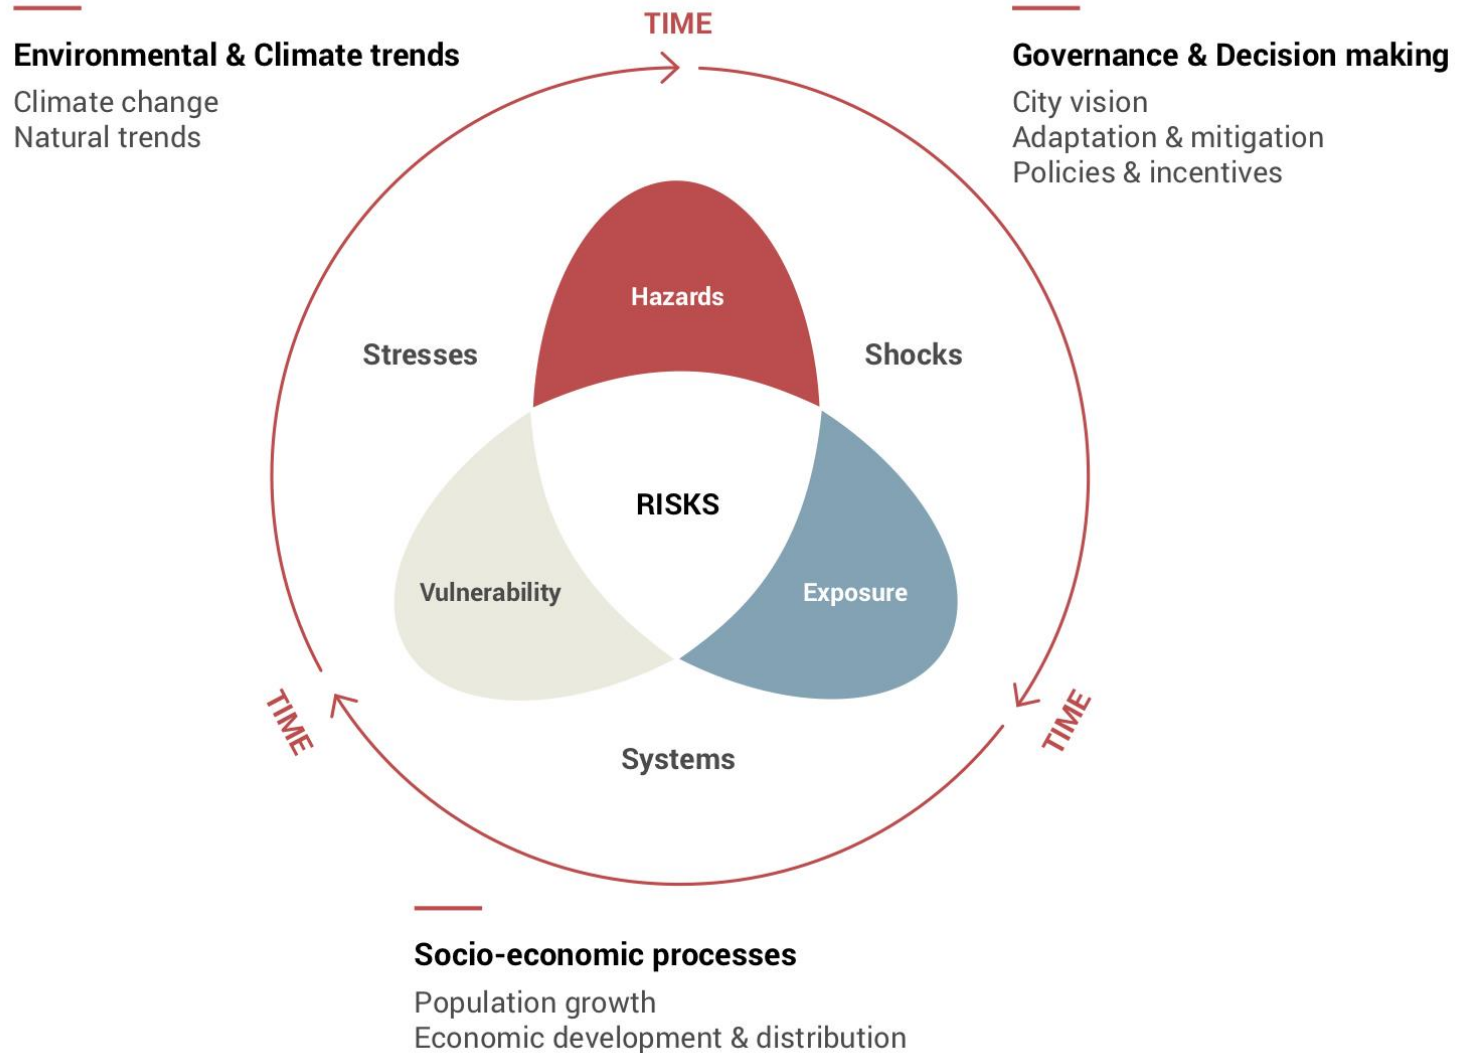 TIME
Environmental & Climate trends
Climate change
Natural trends
Governance & Decision making
City vision
Adaptation & mitigation
Policies & incentives
Hazards
Stresses
Shocks
RISKS
Vulnerability
Exposure
TIME
TIME
Systems
Socio-economic processes
Population growth
Economic development & distribution